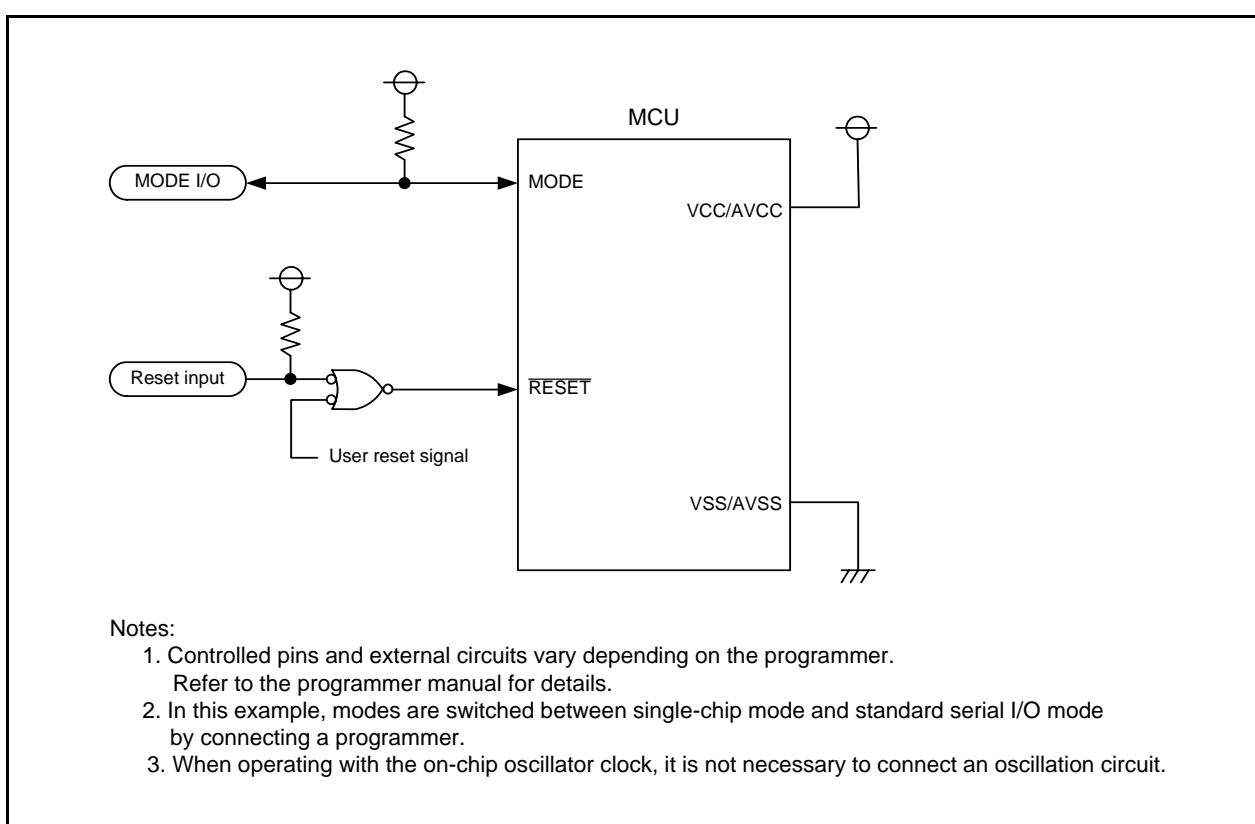 MCU
MODE I/O
MODE
VCC/AVCC
Reset input
RESET
User reset signal
VSS/AVSS
Notes:
1. Controlled pins and external circuits vary depending on the programmer.
Refer to the programmer manual for details.
2. In this example, modes are switched between single-chip mode and standard serial I/O mode
by connecting a programmer.
3. When operating with the on-chip oscillator clock, it is not necessary to connect an oscillation circuit.